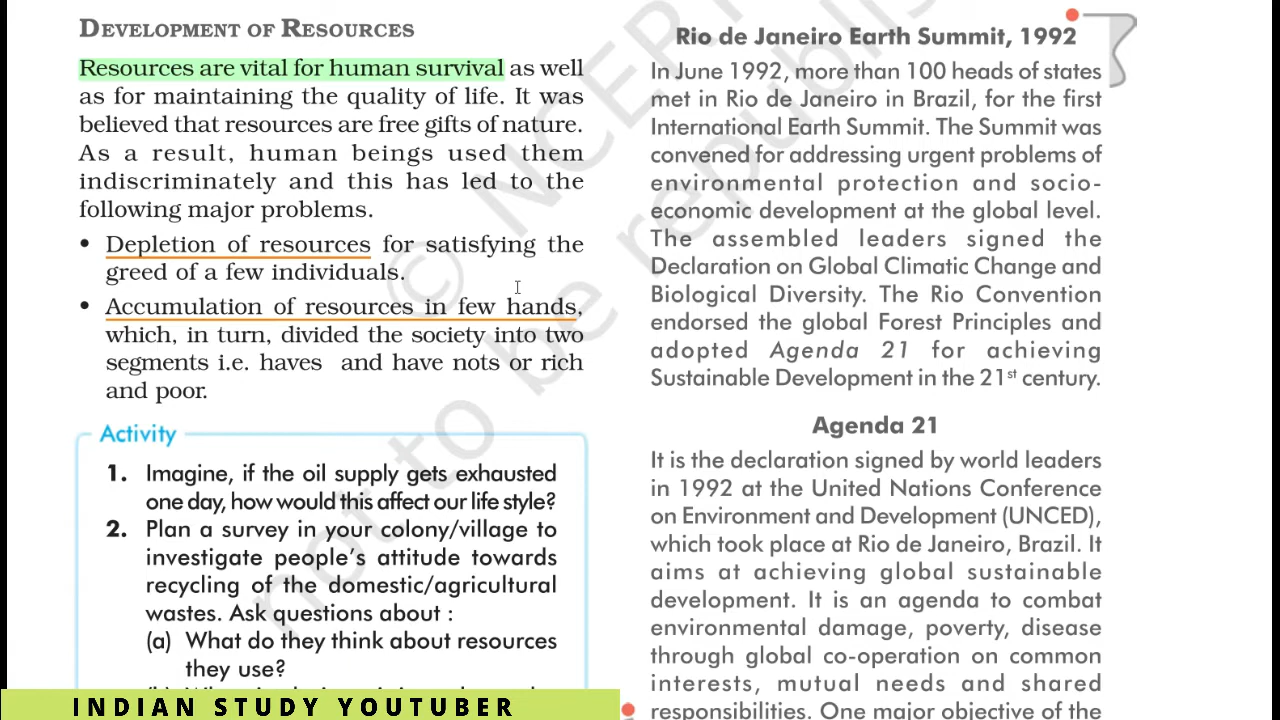 DEVELOPMENT OF RESOURCES
Resources are vital for human survival as well
as for maintaining the quality of life. It was
believed that resources are free gifts of nature.
As a result, human beings used them
indiscriminately and this has led to the
following major problems.
• Depletion of resources for satisfying the
greed of a few individuals.
• Accumulation of resources in few hands,
which, in turn, divided the society into two
segments i.e. haves and have nots or rich
and poor.
Activity
1. Imagine, if the oil supply gets exhausted
one day, how would this affect our life style?
2. Plan a survey in your colony/village to
investigate people's attitude towards
recycling of the domestic/agricultural
wastes. Ask questions about :
(a) What do they think about resources
they use?
Rio de Janeiro Earth Summit, 1992
In June 1992, more than 100 heads of states
met in Rio de Janeiro in Brazil, for the first
International Earth Summit. The Summit was
convened for addressing urgent problems of
environmental protection and socio-
economic development at the global level.
The assembled leaders signed the
Declaration on Global Climatic Change and
Biological Diversity. The Rio Convention
endorsed the global Forest Principles and
adopted Agenda 21 for achieving
Sustainable Development in the 21st century.
Agenda 21
It is the declaration signed by world leaders
in 1992 at the United Nations Conference
on Environment and Development (UNCED),
which took place at Rio de Janeiro, Brazil. It
aims at achieving global sustainable
development. It is an agenda to combat
environmental damage, poverty, disease
through global co-operation on common
interests, mutual needs and shared
responsibilities. One major objective of the
© NCER
not to be republis
INDIAN STUDY YOUTUBER